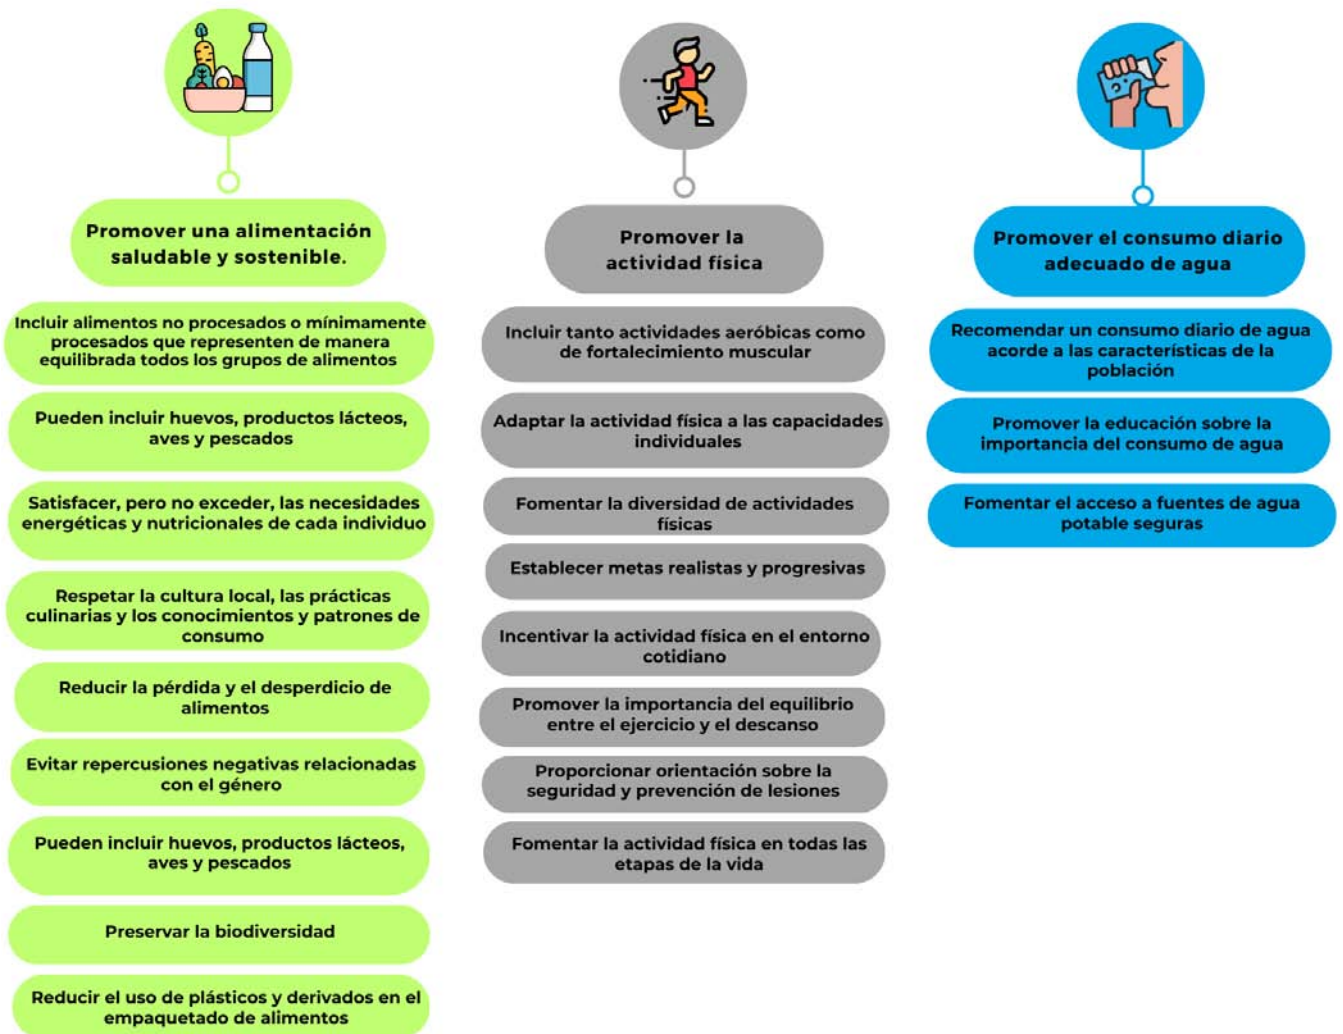 Promover una alimentación
saludable y sostenible.
Incluir alimentos no procesados o mínimamente
procesados que representen de manera
equilibrada todos los grupos de alimentos
Pueden incluir huevos, productos lácteos,
aves y pescados
Satisfacer, pero no exceder, las necesidades
energéticas y nutricionales de cada individuo
Respetar la cultura local, las prácticas
culinarias y los conocimientos y patrones de
consumo
Reducir la pérdida y el desperdicio de
alimentos
Evitar repercusiones negativas relacionadas
con el género
Pueden incluir huevos, productos lácteos,
aves y pescados
Preservar la biodiversidad
Reducir el uso de plásticos y derivados en el
empaquetado de alimentos
Promover la
actividad física
Incluir tanto actividades aeróbicas como
de fortalecimiento muscular
Adaptar la actividad física a las capacidades
individuales
Fomentar la diversidad de actividades
físicas
Establecer metas realistas y progresivas
Incentivar la actividad física en el entorno
cotidiano
Promover la importancia del equilibrio
entre el ejercicio y el descanso
Proporcionar orientación sobre la
seguridad y prevención de lesiones
Fomentar la actividad física en todas las
etapas de la vida
Promover el consumo diario
adecuado de agua
Recomendar un consumo diario de agua
acorde a las características de la
población
Promover la educación sobre la
importancia del consumo de agua
Fomentar el acceso a fuentes de agua
potable seguras